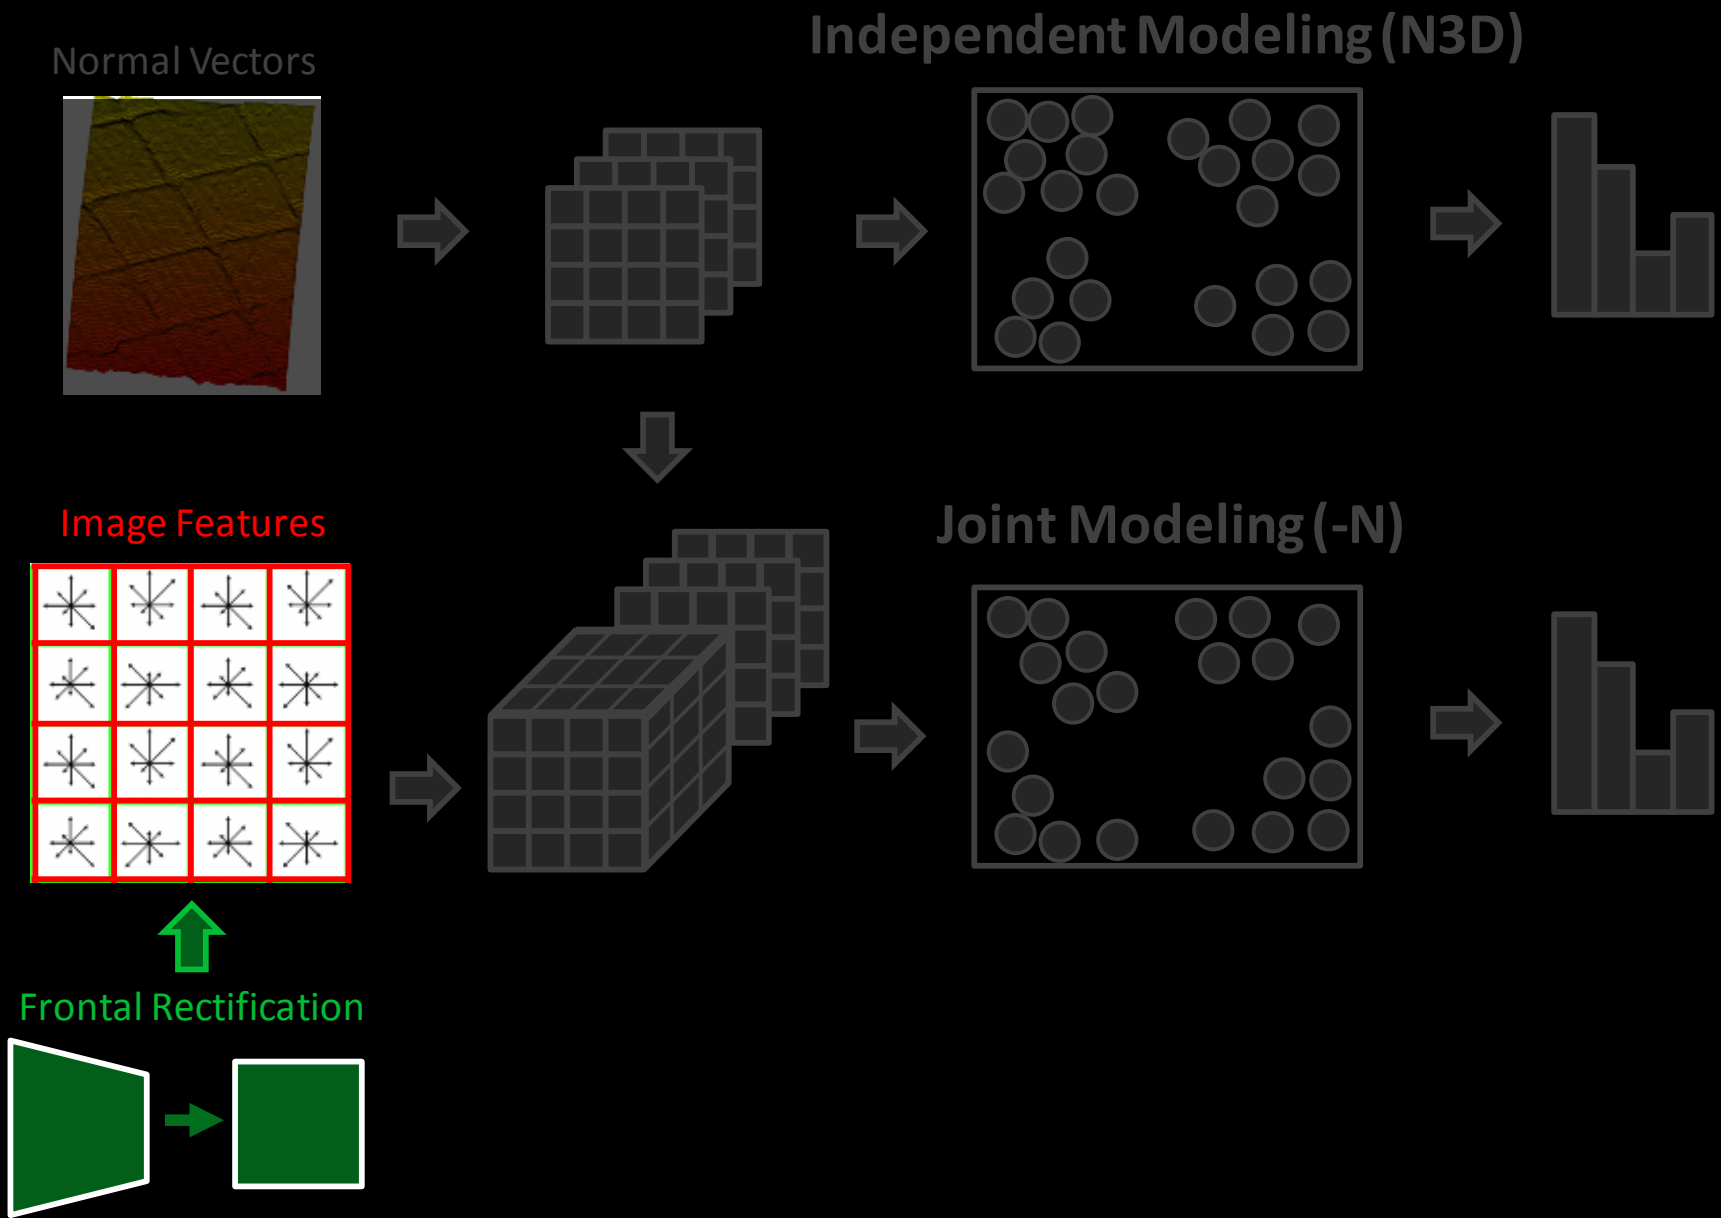 Independent Modeling (N3D)
Normal Vectors
Image Features
Joint Modeling (-N)
Frontal Rectification